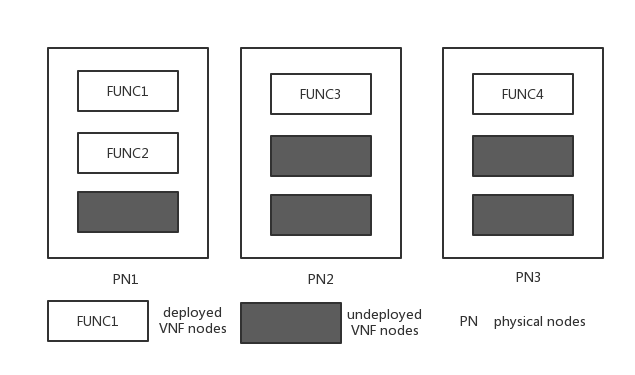 FUNC1
FUNC2
FUNC3
FUNC4
PN1
PN2
PN3
FUNC1
deployed
VNF nodes
undeployed
VNF nodes
PN physical nodes